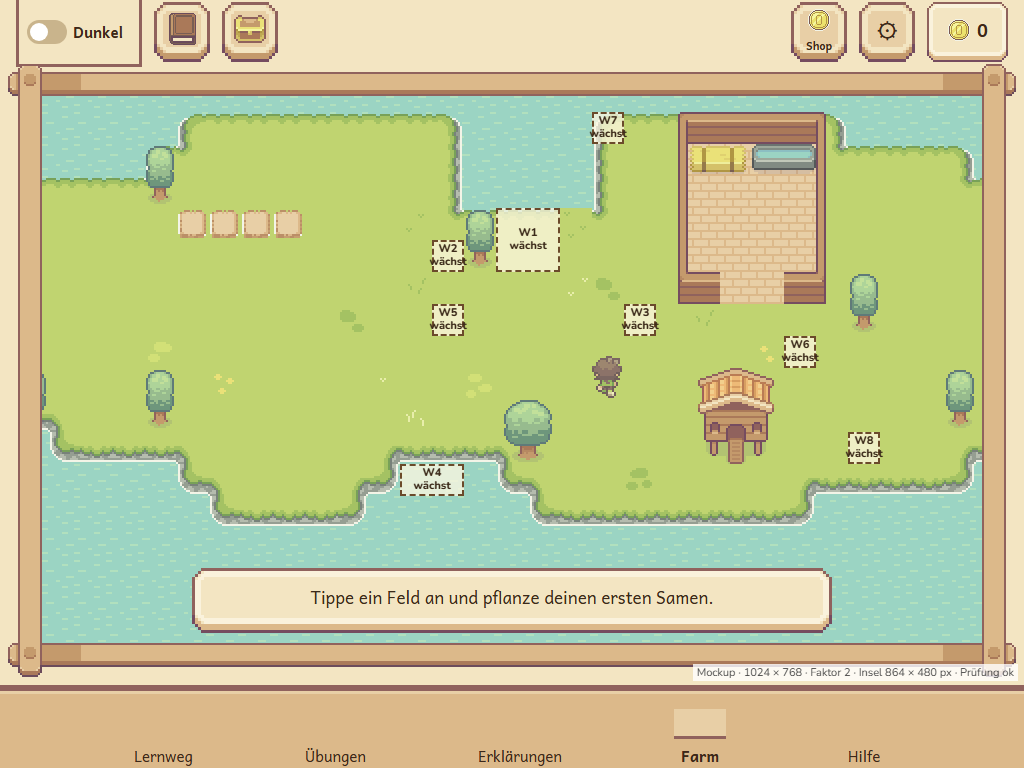 Dunkel
Shop
0
W7
wächst
W1
wächst
W2
wächst
W5
wächst
W3
wächst
W6
wächst
W8
wächst
W4
wächst
Tippe ein Feld an und pflanze deinen ersten Samen.
Mockup · 1024 × 768 · Faktor 2 · Insel 864 × 480 px · Prüfung ok
Lernweg Übungen Erklärungen Farm Hilfe